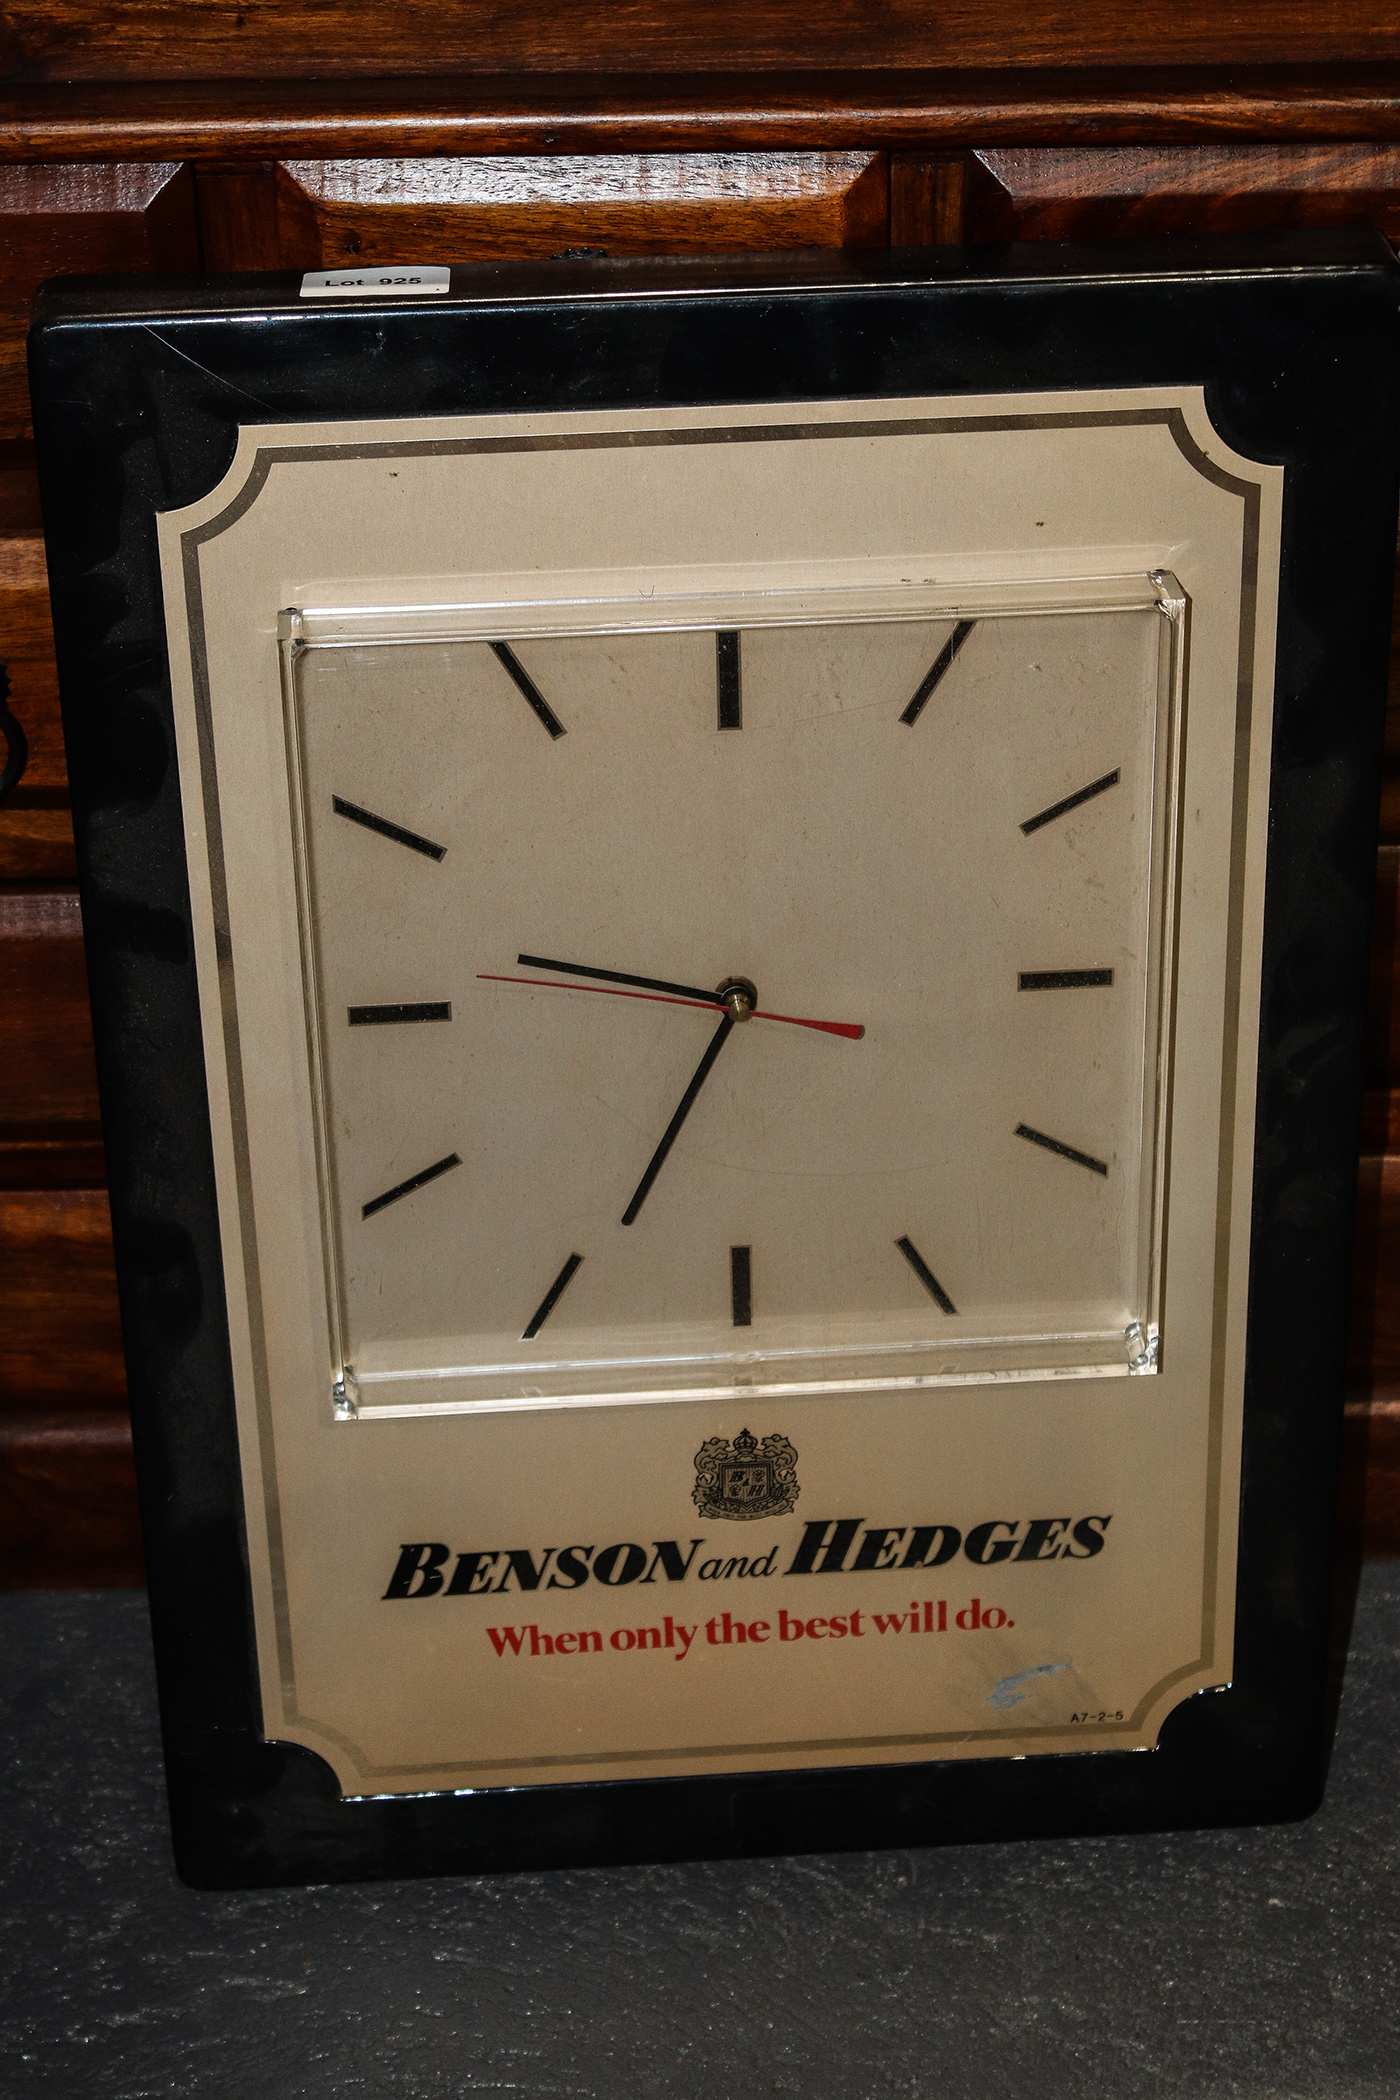 Lot 925
B H
& H
BENSON and HEDGES
When only the best will do.
A7-2-5